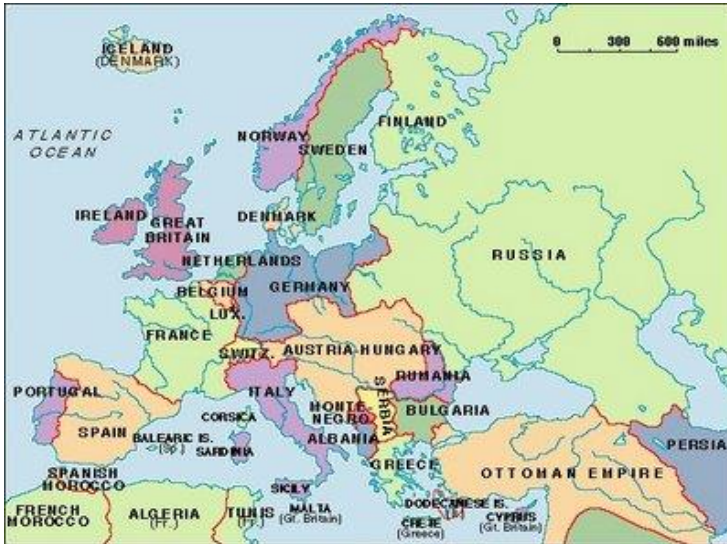 ICELAND
(DENMARK)
0 300 600 miles
ATLANTIC
OCEAN
NORWAY
SWEDEN
FINLAND
IRELAND
GREAT
BRITAIN
DENMARK
RUSSIA
NETHERLANDS
BELGIUM
GERMANY
LUX.
FRANCE
SWITZ.
AUSTRIA-HUNGARY
RUMANIA
PORTUGAL
SPAIN
ITALY
CORSICA
SARDINIA
BALEARIC IS.
(Sp.)
MONTE-
NEGRO
SERBIA
BULGARIA
ALBANIA
GREECE
OTTOMAN EMPIRE
PERSIA
SPANISH
MOROCCO
FRENCH
MOROCCO
ALGERIA
(Fr.)
TUNIS
(Fr.)
SICILY
MALTA
(Gt. Britain)
DODECANESE IS.
(It.)
CRETE
(Greece)
CYPRUS
(Gt. Britain)